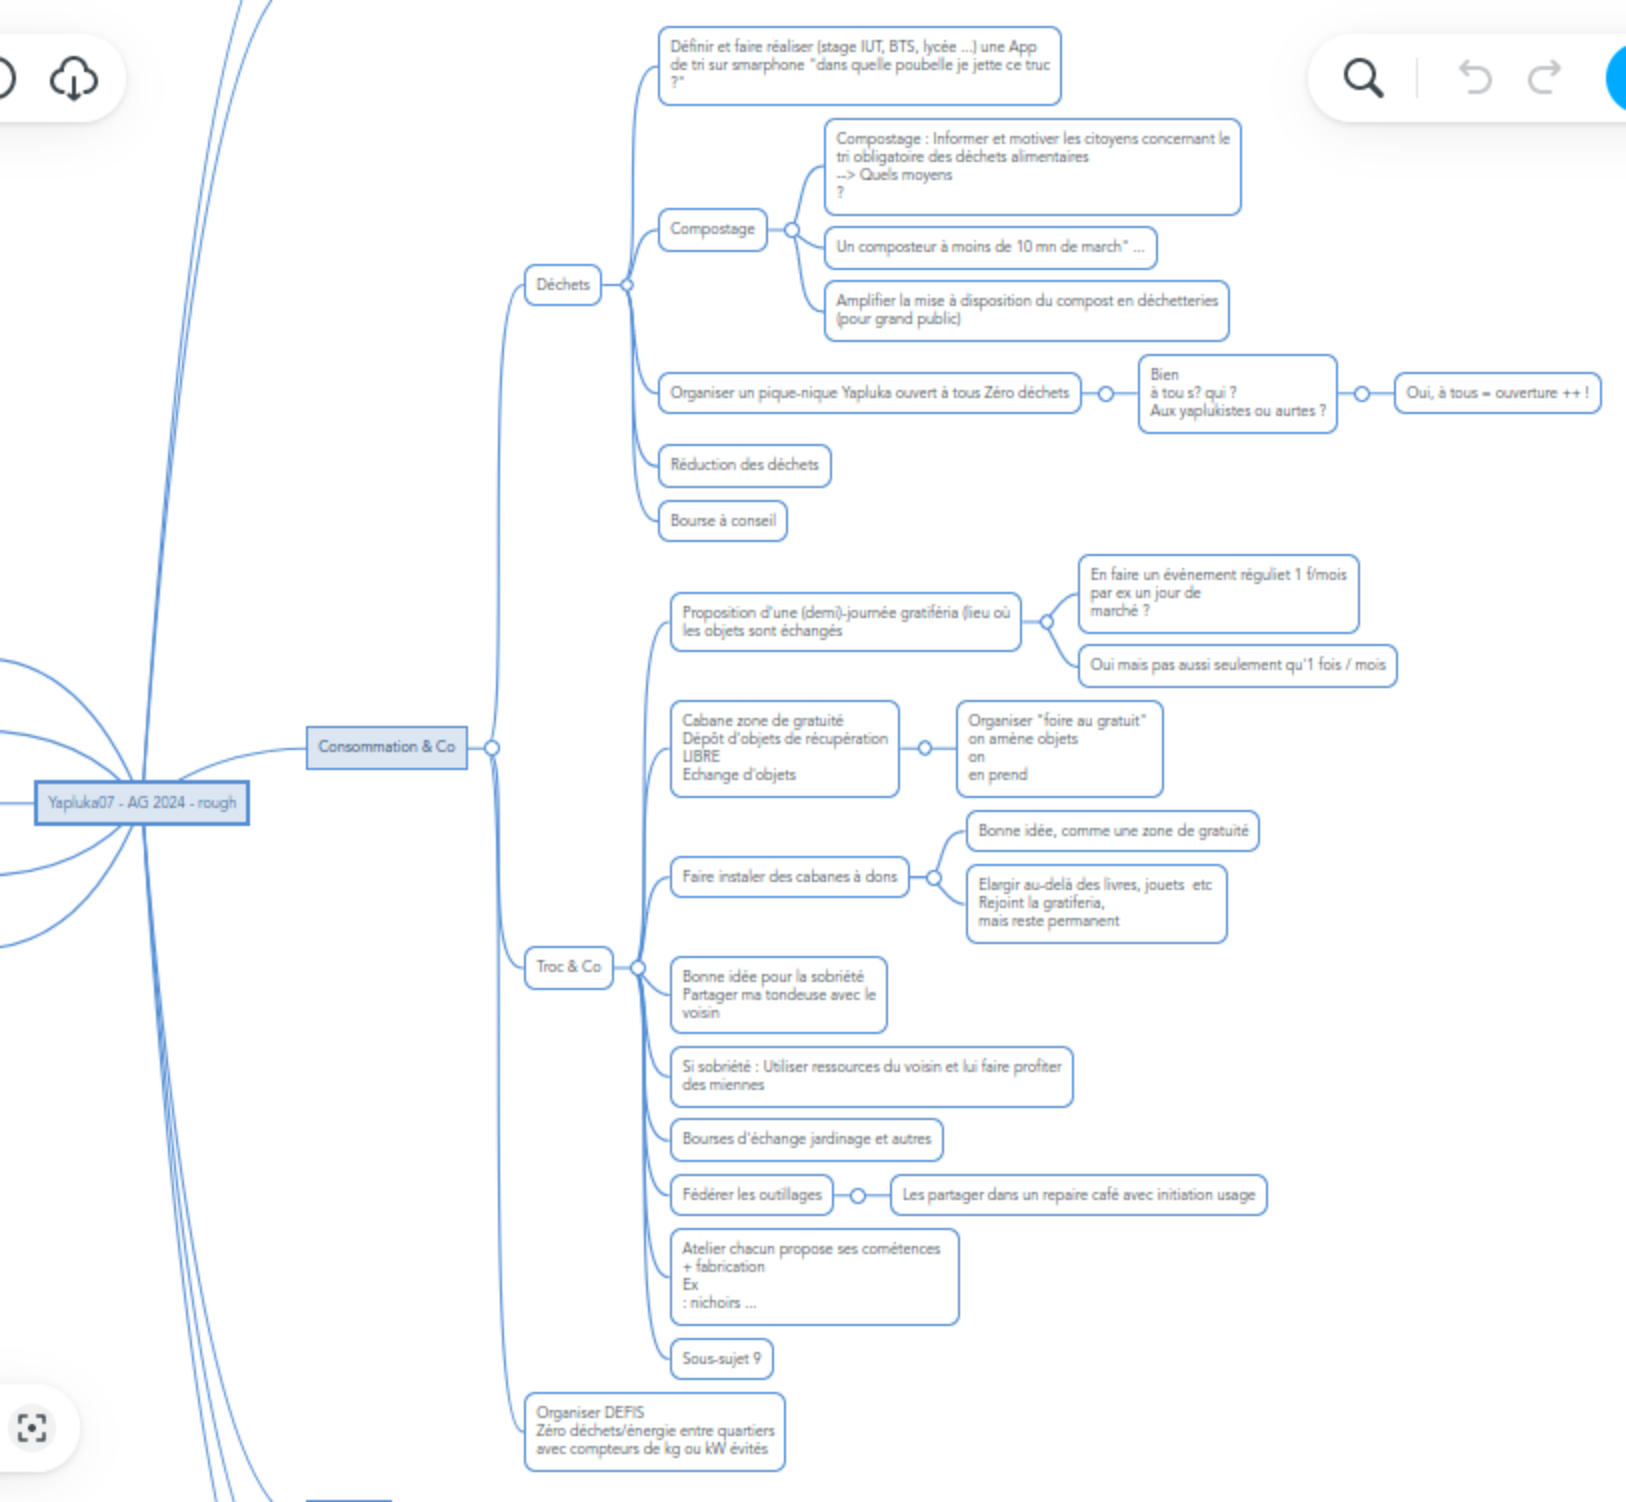 Définir et faire réaliser (stage IUT, BTS, lycée ...) une App
de tri sur smarphone "dans quelle poubelle je jette ce truc
?"
Compostage : Informer et motiver les citoyens concernant le
tri obligatoire des déchets alimentaires
--> Quels moyens
?
Compostage
Un composteur à moins de 10 mn de march" ...
Déchets
Amplifier la mise à disposition du compost en déchetteries
(pour grand public)
Organiser un pique-nique Yapluka ouvert à tous Zéro déchets
Bien
à tou s? qui ?
Aux yaplukistes ou aurtes ?
Oui, à tous = ouverture ++ !
Réduction des déchets
Bourse à conseil
Proposition d'une (demi)-journée gratiféria (lieu où
les objets sont échangés
En faire un événement réguliet 1 f/mois
par ex un jour de
marché ?
Oui mais pas aussi seulement qu'1 fois / mois
Cabane zone de gratuité
Dépôt d'objets de récupération
LIBRE
Echange d'objets
Organiser "foire au gratuit"
on amène objets
on
en prend
Consommation & Co
Yapluka07 - AG 2024 - rough
Faire instaler des cabanes à dons
Bonne idée, comme une zone de gratuité
Elargir au-delà des livres, jouets  etc
Rejoint la gratiferia,
mais reste permanent
Troc & Co
Bonne idée pour la sobriété
Partager ma tondeuse avec le
voisin
Si sobriété : Utiliser ressources du voisin et lui faire profiter
des miennes
Bourses d'échange jardinage et autres
Fédérer les outillages
Les partager dans un repaire café avec initiation usage
Atelier chacun propose ses cométences
+ fabrication
Ex
: nichoirs ...
Sous-sujet 9
Organiser DEFIS
Zéro déchets/énergie entre quartiers
avec compteurs de kg ou kW évités